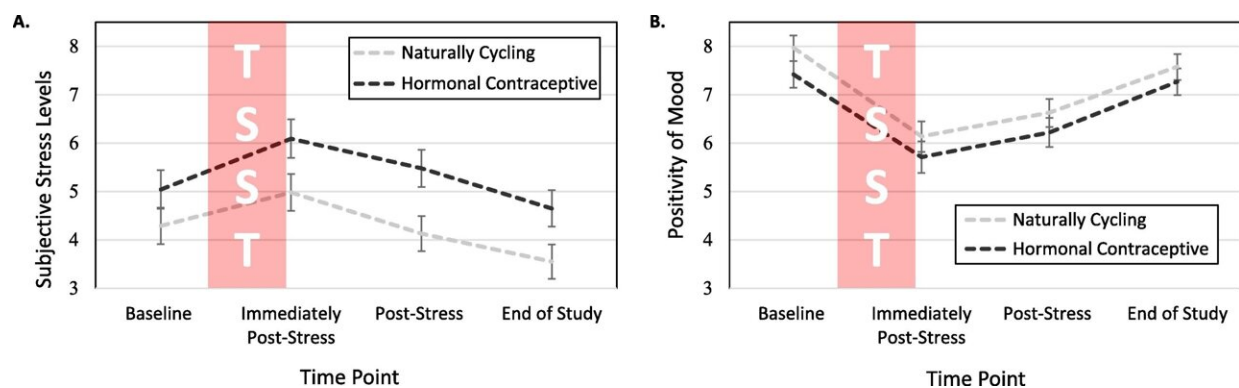 A.
Subjective Stress Levels
8
7
6
5
4
3
T
S
S
T
Naturally Cycling
Hormonal Contraceptive
Baseline
Immediately
Post-Stress
Post-Stress
End of Study
Time Point
B.
Positivity of Mood
8
7
6
5
4
3
T
S
S
T
Naturally Cycling
Hormonal Contraceptive
Baseline
Immediately
Post-Stress
Post-Stress
End of Study
Time Point